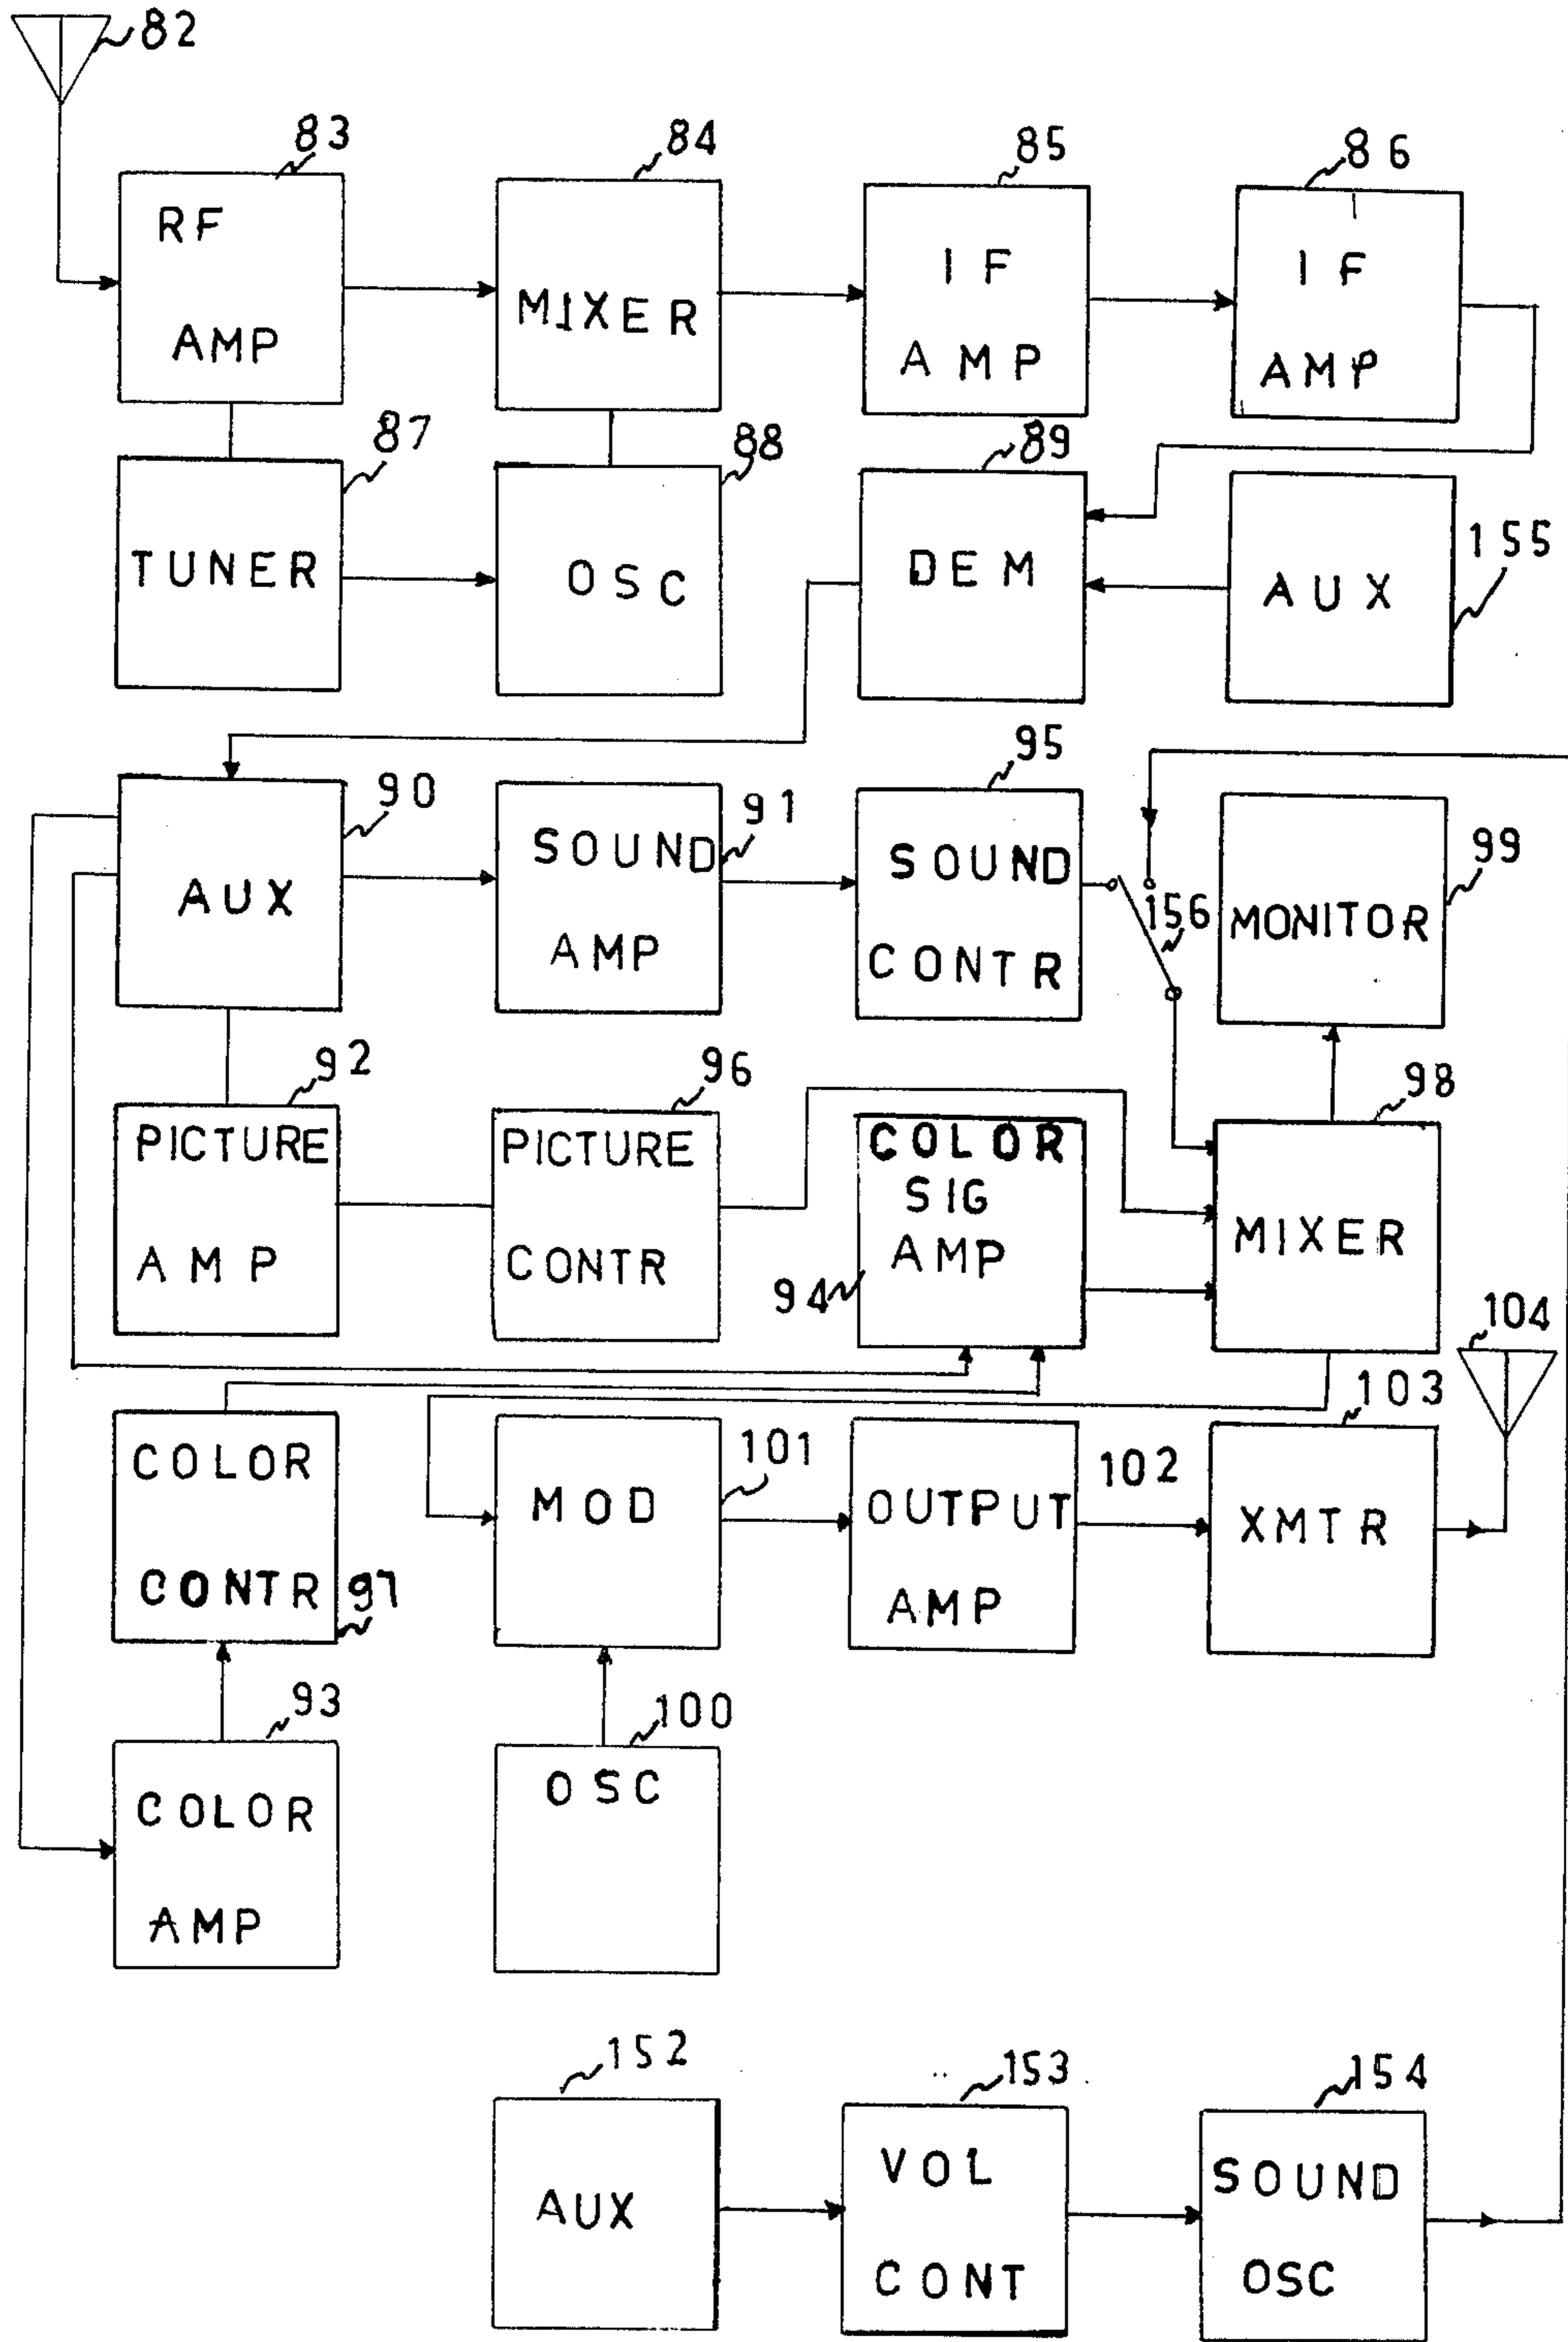 82
83
84
85
86
RF
AMP
MIXER
IF
AMP
IF
AMP
87
88
89
155
TUNER
OSC
DEM
AUX
90
91
95
99
AUX
SOUND
AMP
SOUND
CONTR
156
MONITOR
92
96
98
PICTURE
AMP
PICTURE
CONTR
COLOR
SIG
AMP
94
MIXER
104
103
COLOR
CONTR
97
MOD
101
OUTPUT
AMP
102
XMTR
93
100
COLOR
AMP
OSC
152
153
154
AUX
VOL
CONT
SOUND
OSC